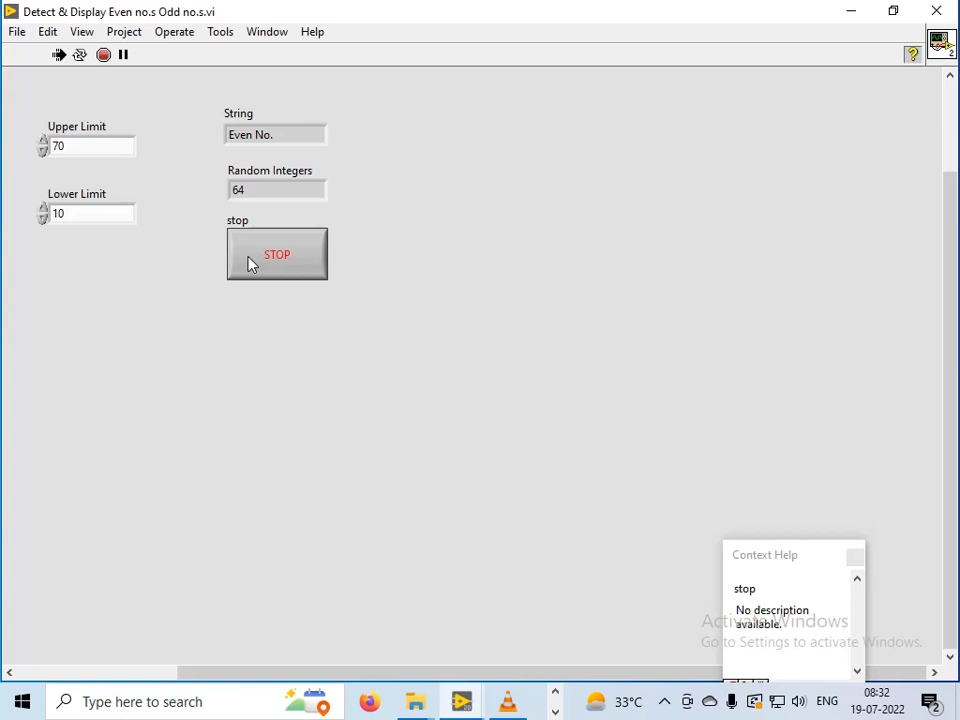 Detect & Display Even no.s Odd no.s.vi
File Edit View Project Operate Tools Window Help
?
2
String
Upper Limit
Even No.
70
Random Integers
Lower Limit
64
10
stop
STOP
Context Help
stop
No description
available.
Activate Windows
Go to Settings to activate Windows.
Type here to search
33°C
ENG
08:32
19-07-2022
2